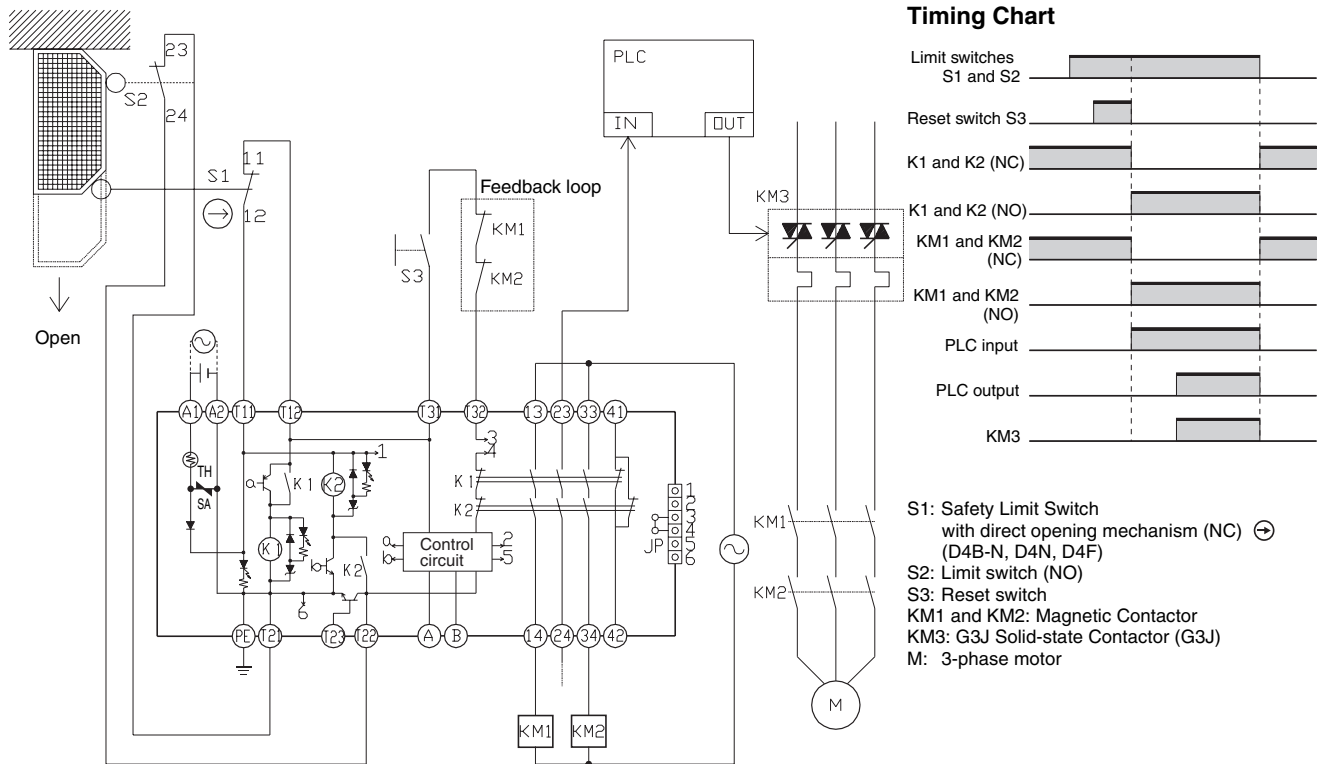 Timing Chart
Limit switches
S1 and S2
Reset switch S3
K1 and K2 (NC)
K1 and K2 (NO)
KM1 and KM2
(NC)
KM1 and KM2
(NO)
PLC input
PLC output
KM3
23
S2
24
11
S1
12
Open
Feedback loop
KM1
KM2
S3
PLC
IN OUT
KM3
A1 A2 T11 T12 T31 T32 13 23 33 41
TH
SA
a
K1
K2
1
3
4
K1
K2
K1
b
K2
a
b
Control
circuit
2
5
6
JP
1
2
3
4
5
6
PE T21 T23 T22 A B 14 24 34 42
KM1
KM2
KM1
KM2
M
S1: Safety Limit Switch
with direct opening mechanism (NC)
(D4B-N, D4N, D4F)
S2: Limit switch (NO)
S3: Reset switch
KM1 and KM2: Magnetic Contactor
KM3: G3J Solid-state Contactor (G3J)
M: 3-phase motor